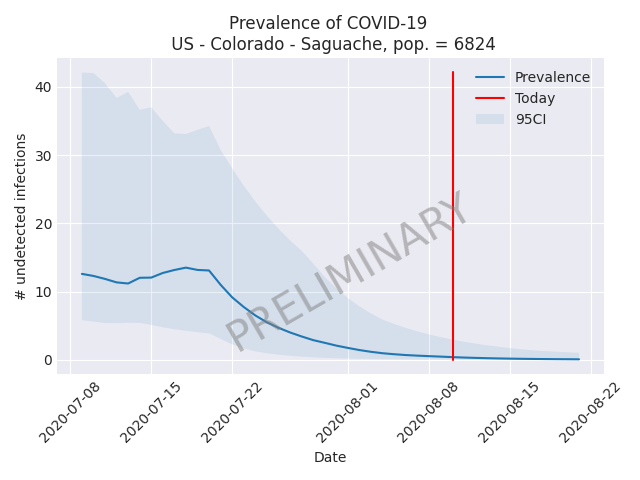 Prevalence of COVID-19
US - Colorado - Saguache, pop. = 6824
# undetected infections
40
30
20
10
0
Prevalence
Today
95CI
PRELIMINARY
2020-07-08
2020-07-15
2020-07-22
2020-08-01
2020-08-08
2020-08-15
2020-08-22
Date